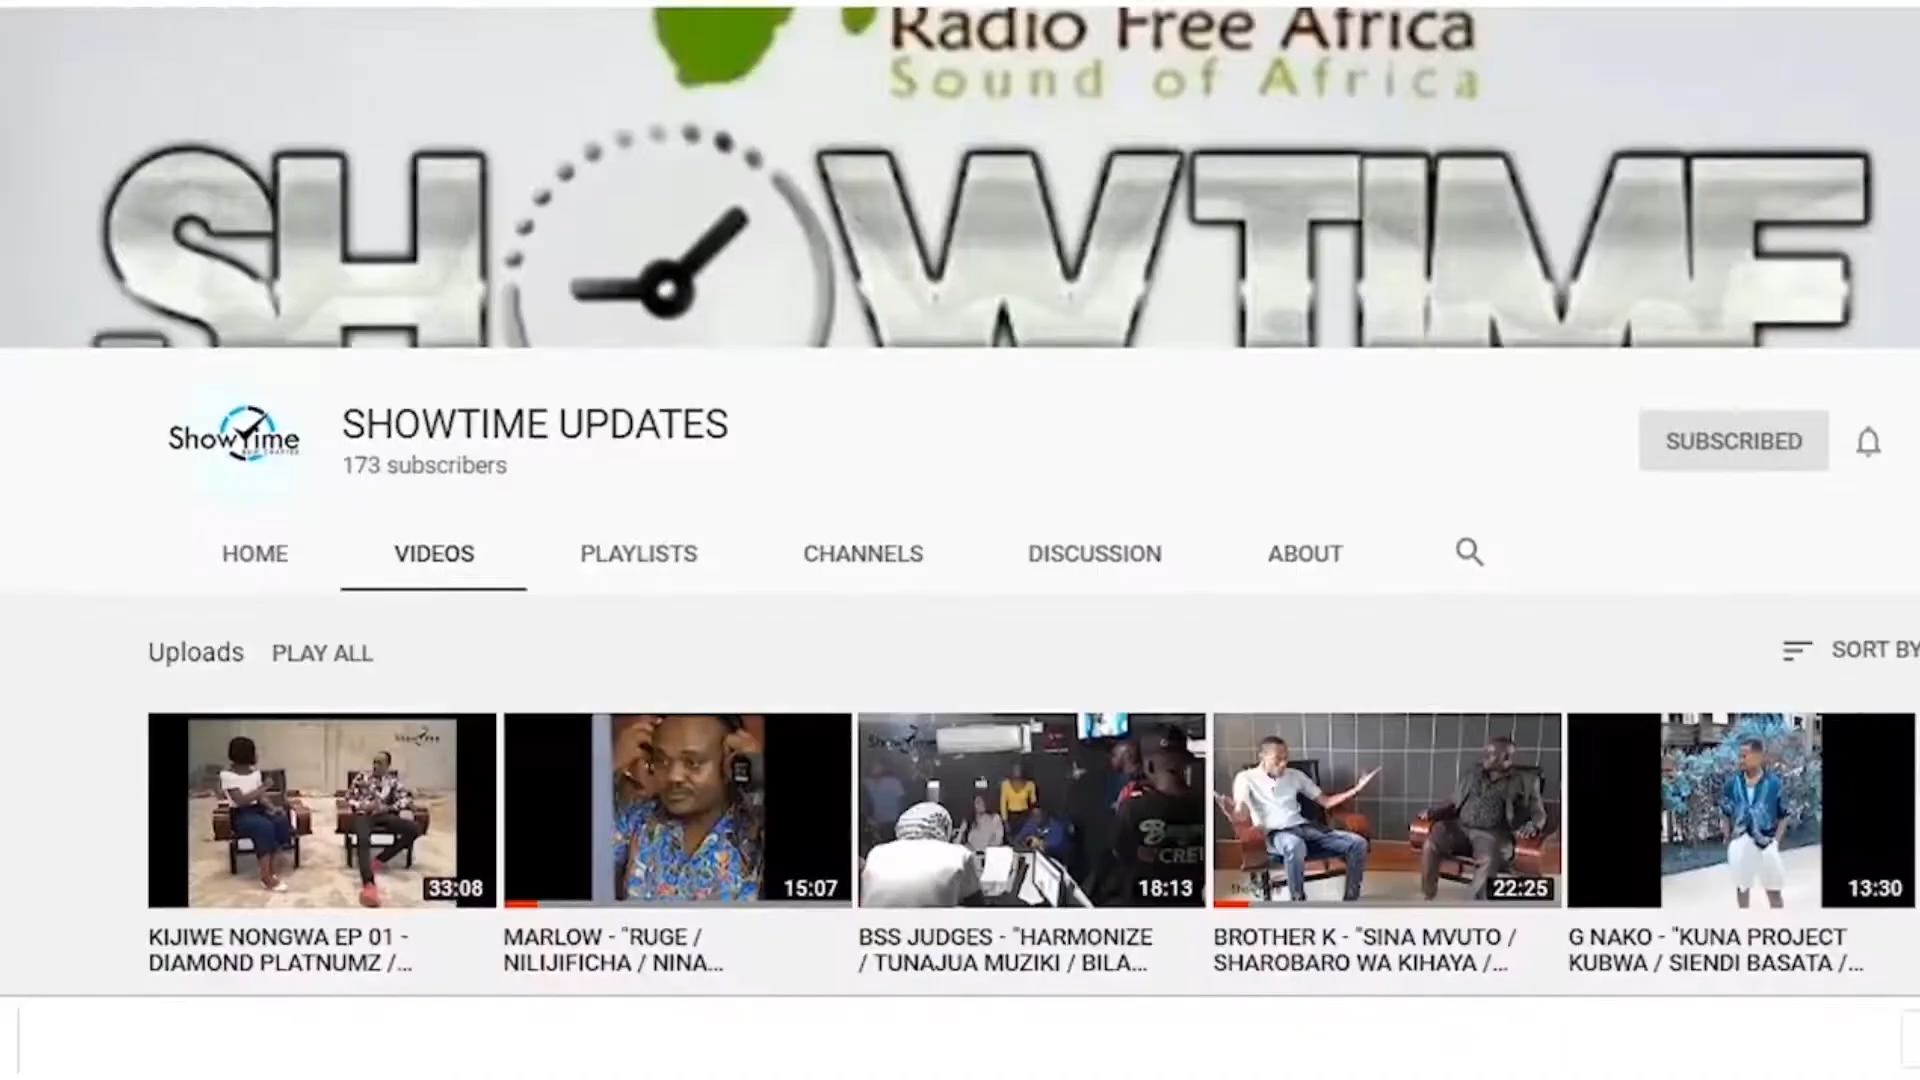 Radio Free Africa
Sound of Africa
SHOWTIME
ShowTime
SHOWTIME UPDATES
173 subscribers
SUBSCRIBED
HOME VIDEOS PLAYLISTS CHANNELS DISCUSSION ABOUT
Uploads PLAY ALL
SORT BY
33:08
15:07
18:13
22:25
13:30
KIJIWE NONGWA EP 01 -
DIAMOND PLATNUMZ /...
MARLOW - "RUGE /
NILIJIFICHA / NINA...
BSS JUDGES - "HARMONIZE
/ TUNAJUA MUZIKI / BILA...
BROTHER K - "SINA MVUTO /
SHAROBARO WA KIHAYA /...
G NAKO - "KUNA PROJECT
KUBWA / SIENDI BASATA /...